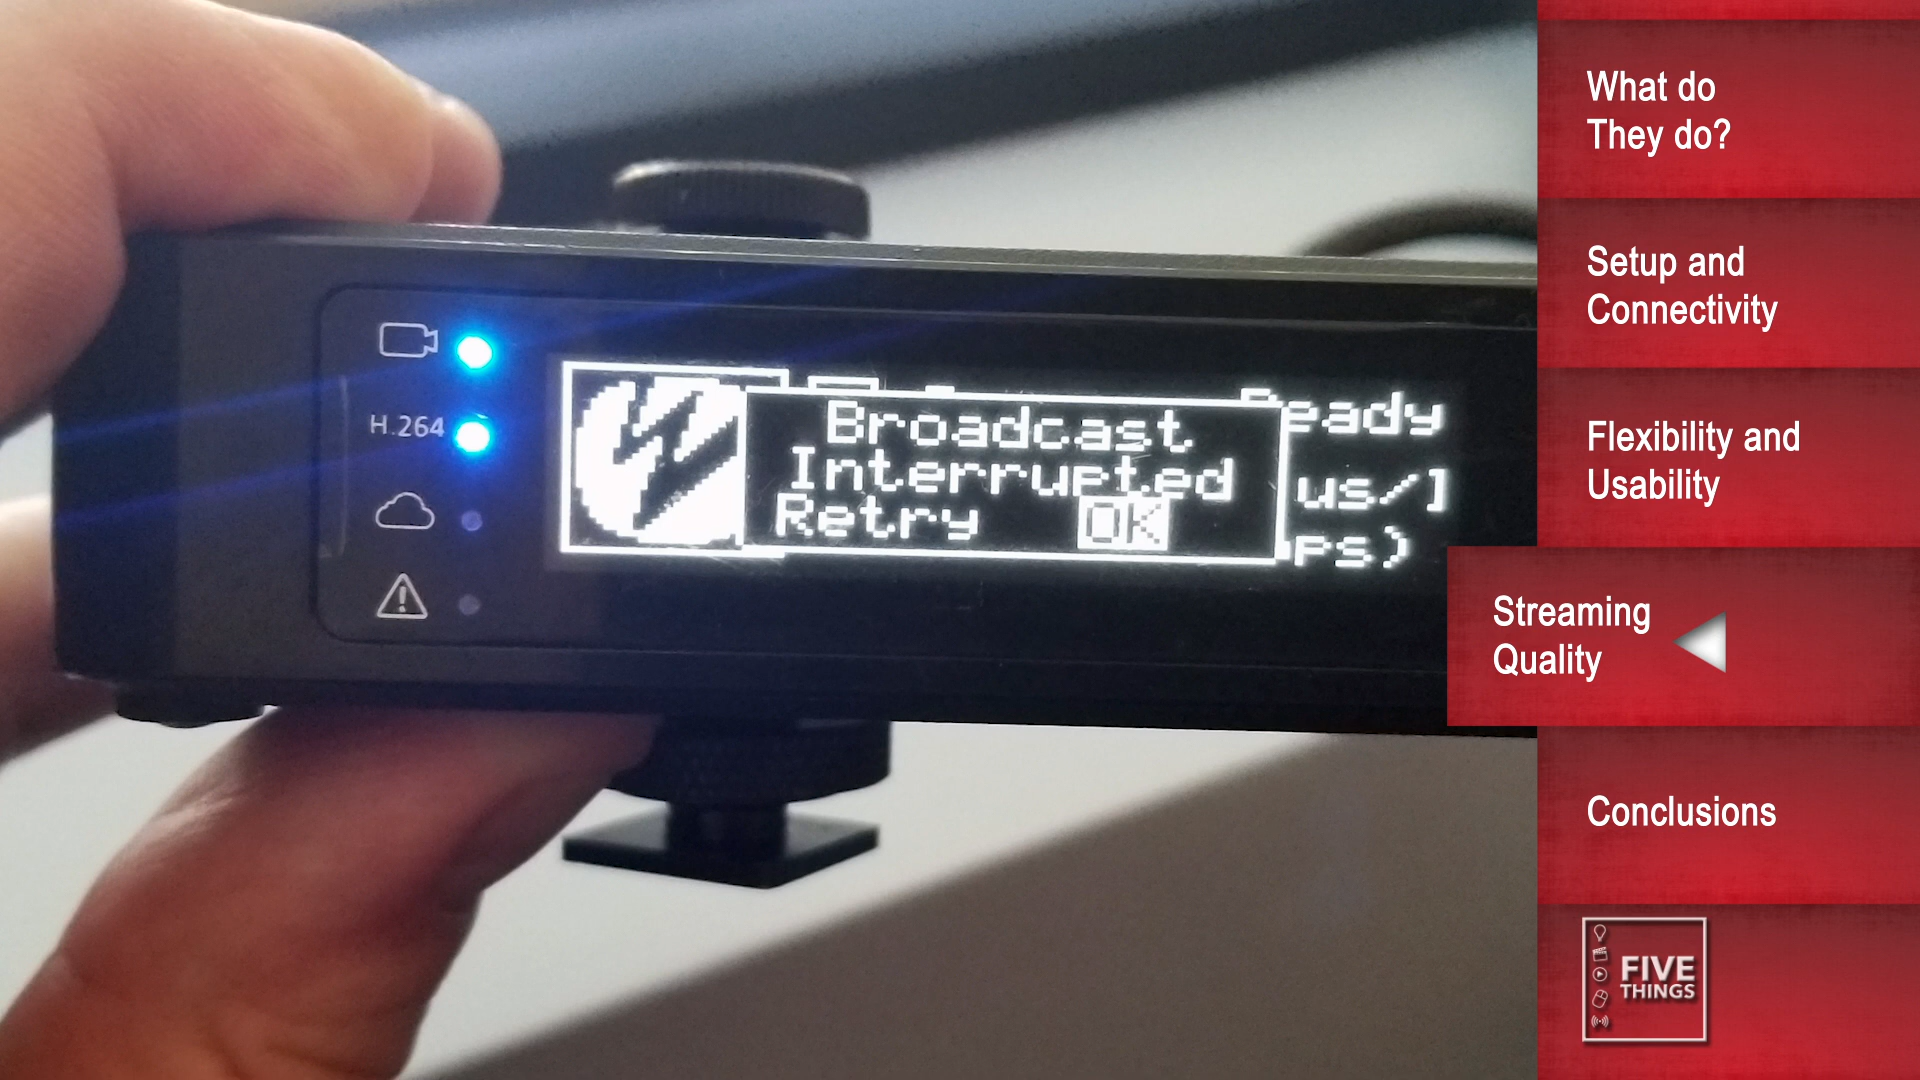 H.264
Broadcast
Interrupted
Retry OK
Ready
us/]
ps)
What do
They do?
Setup and
Connectivity
Flexibility and
Usability
Streaming
Quality
Conclusions
FIVE
THINGS